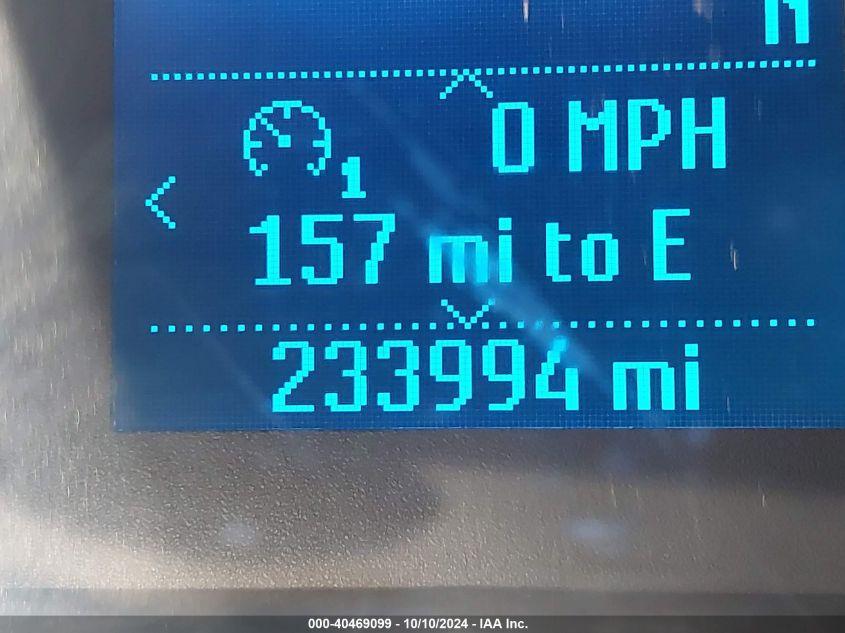 0 MPH
1
157 mi to E
233994 mi
000-40469099 - 10/10/2024 - IAA Inc.